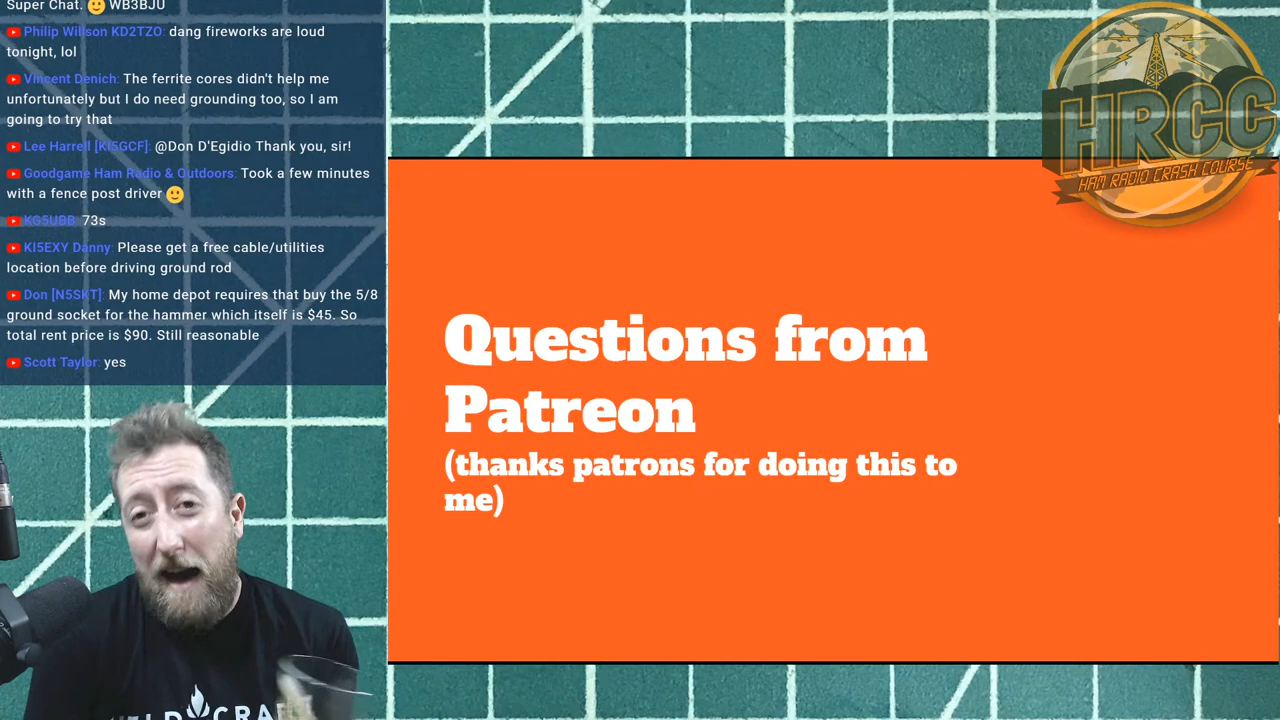 Super Chat. 🙂 WB3BJU
Philip Willson KD2TZO: dang fireworks are loud
tonight, lol
Vincent Denich: The ferrite cores didn't help me
unfortunately but I do need grounding too, so I am
going to try that
Lee Harrell [KI5GCF]: @Don D'Egidio Thank you, sir!
Goodgame Ham Radio & Outdoors: Took a few minutes
with a fence post driver 🙂
KG5UBB: 73s
KI5EXY Danny: Please get a free cable/utilities
location before driving ground rod
Don [N5SKT]: My home depot requires that buy the 5/8
ground socket for the hammer which itself is $45. So
total rent price is $90. Still reasonable
Scott Taylor: yes
HRCC
HAM RADIO CRASH COURSE
Questions from
Patreon
(thanks patrons for doing this to
me)